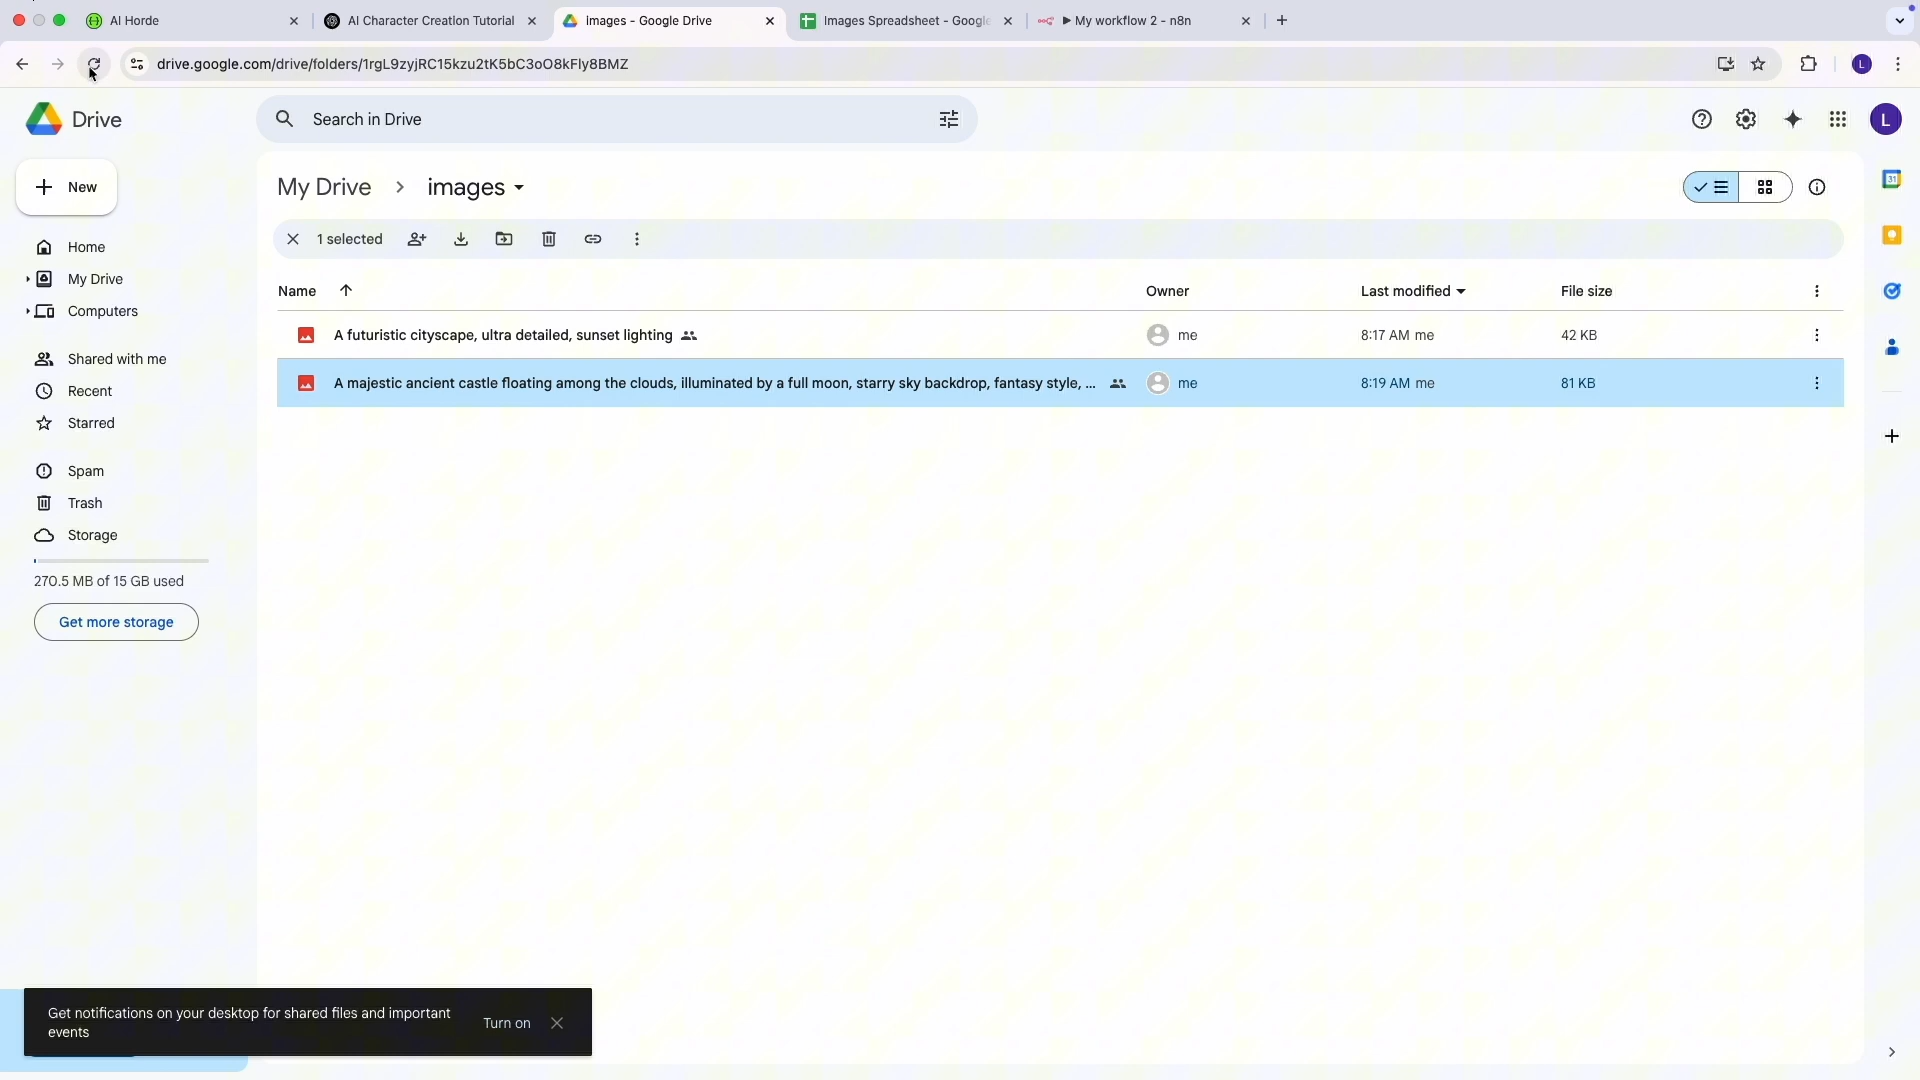 AI Horde
AI Character Creation Tutorial
images - Google Drive
Images Spreadsheet - Google
My workflow 2 - n8n
drive.google.com/drive/folders/1rgL9zyjRC15kzu2tK5bC3oO8kFly8BMZ
L
Drive
Search in Drive
L
New
My Drive
images
31
1 selected
Home
My Drive
Computers
Name
Owner
Last modified
File size
A futuristic cityscape, ultra detailed, sunset lighting
me
8:17 AM me
42 KB
Shared with me
A majestic ancient castle floating among the clouds, illuminated by a full moon, starry sky backdrop, fantasy style, ...
me
8:19 AM me
81 KB
Recent
Starred
Spam
Trash
Storage
270.5 MB of 15 GB used
Get more storage
Get notifications on your desktop for shared files and important
events
Turn on